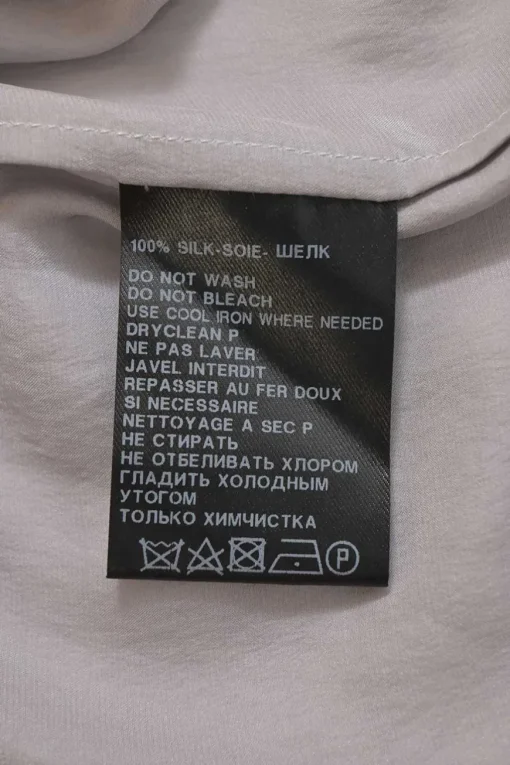 100% SILK-SOIE- ШЕЛК
DO NOT WASH
DO NOT BLEACH
USE COOL IRON WHERE NEEDED
DRYCLEAN P
NE PAS LAVER
JAVEL INTERDIT
REPASSER AU FER DOUX
SI NECESSAIRE
NETTOYAGE A SEC P
НЕ СТИРАТЬ
НЕ ОТБЕЛИВАТЬ ХЛОРОМ
ГЛАДИТЬ ХОЛОДНЫМ
УТОГОМ
ТОЛЬКО ХИМЧИСТКА
P